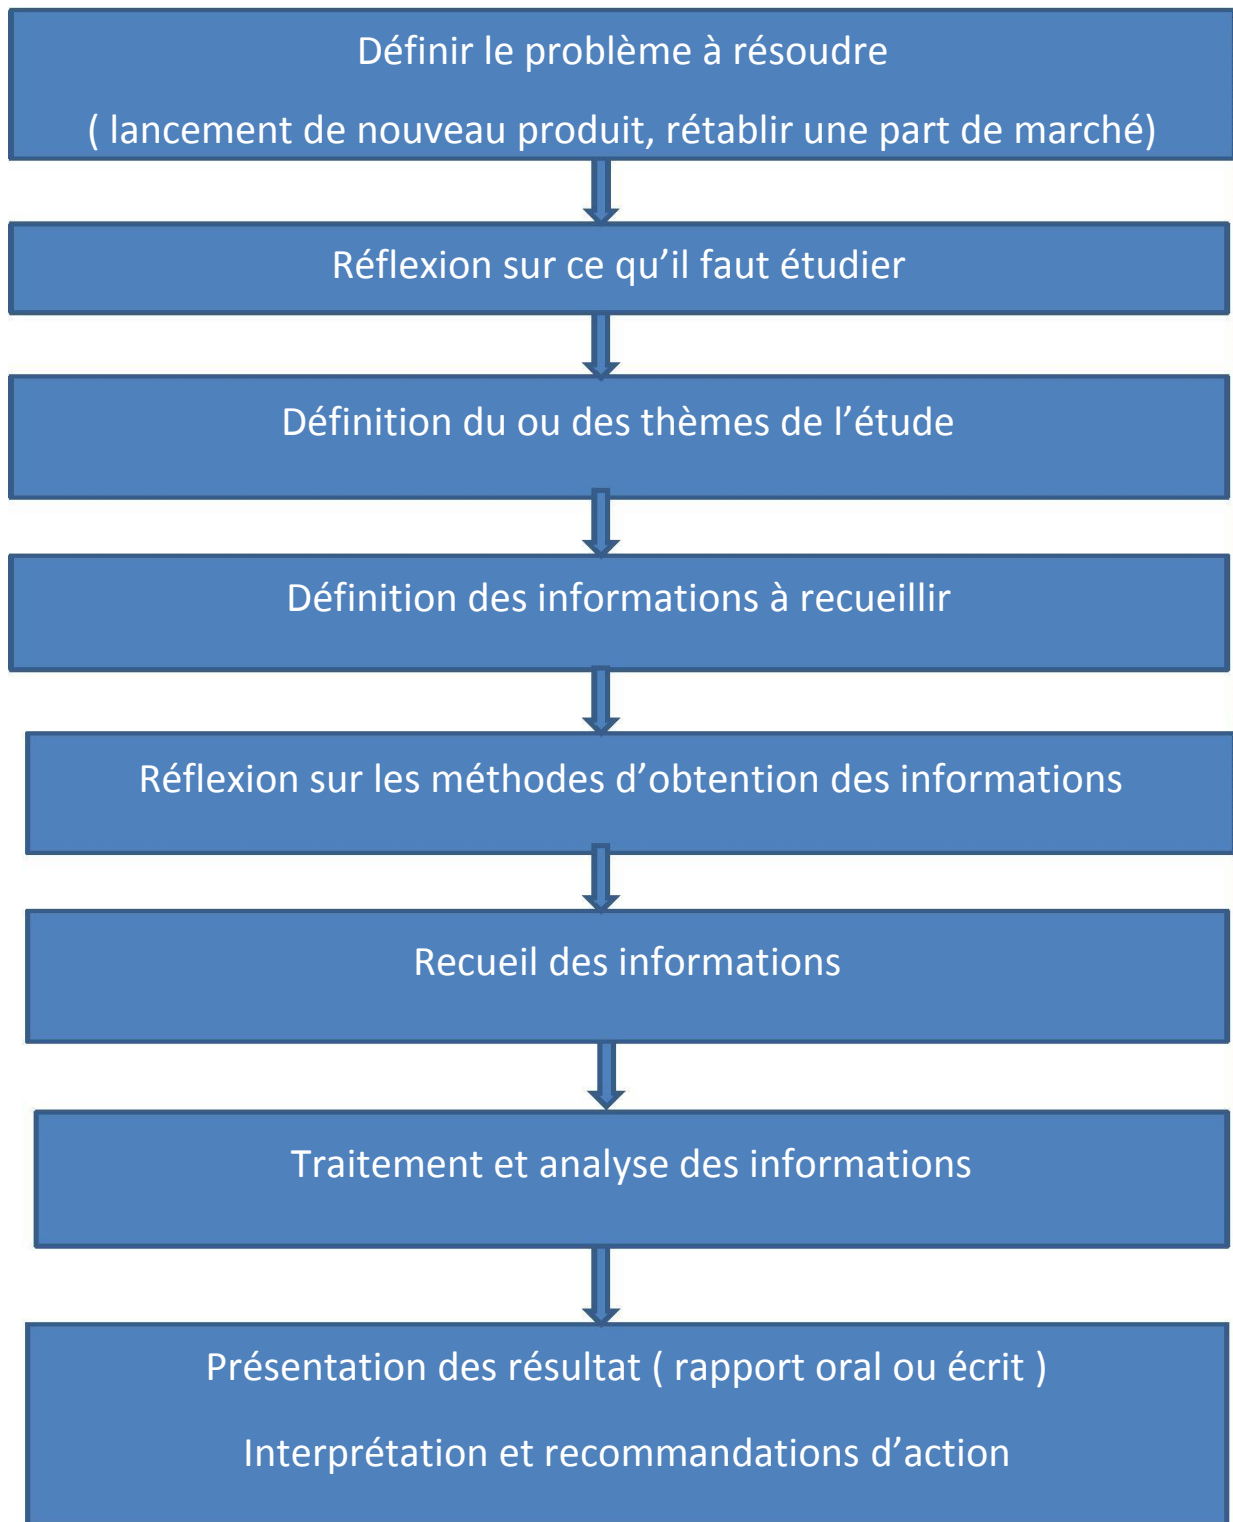 Définir le problème à résoudre
( lancement de nouveau produit, rétablir une part de marché)
Réflexion sur ce qu’il faut étudier
Définition du ou des thèmes de l’étude
Définition des informations à recueillir
Réflexion sur les méthodes d’obtention des informations
Recueil des informations
Traitement et analyse des informations
Présentation des résultat ( rapport oral ou écrit )
Interprétation et recommandations d’action